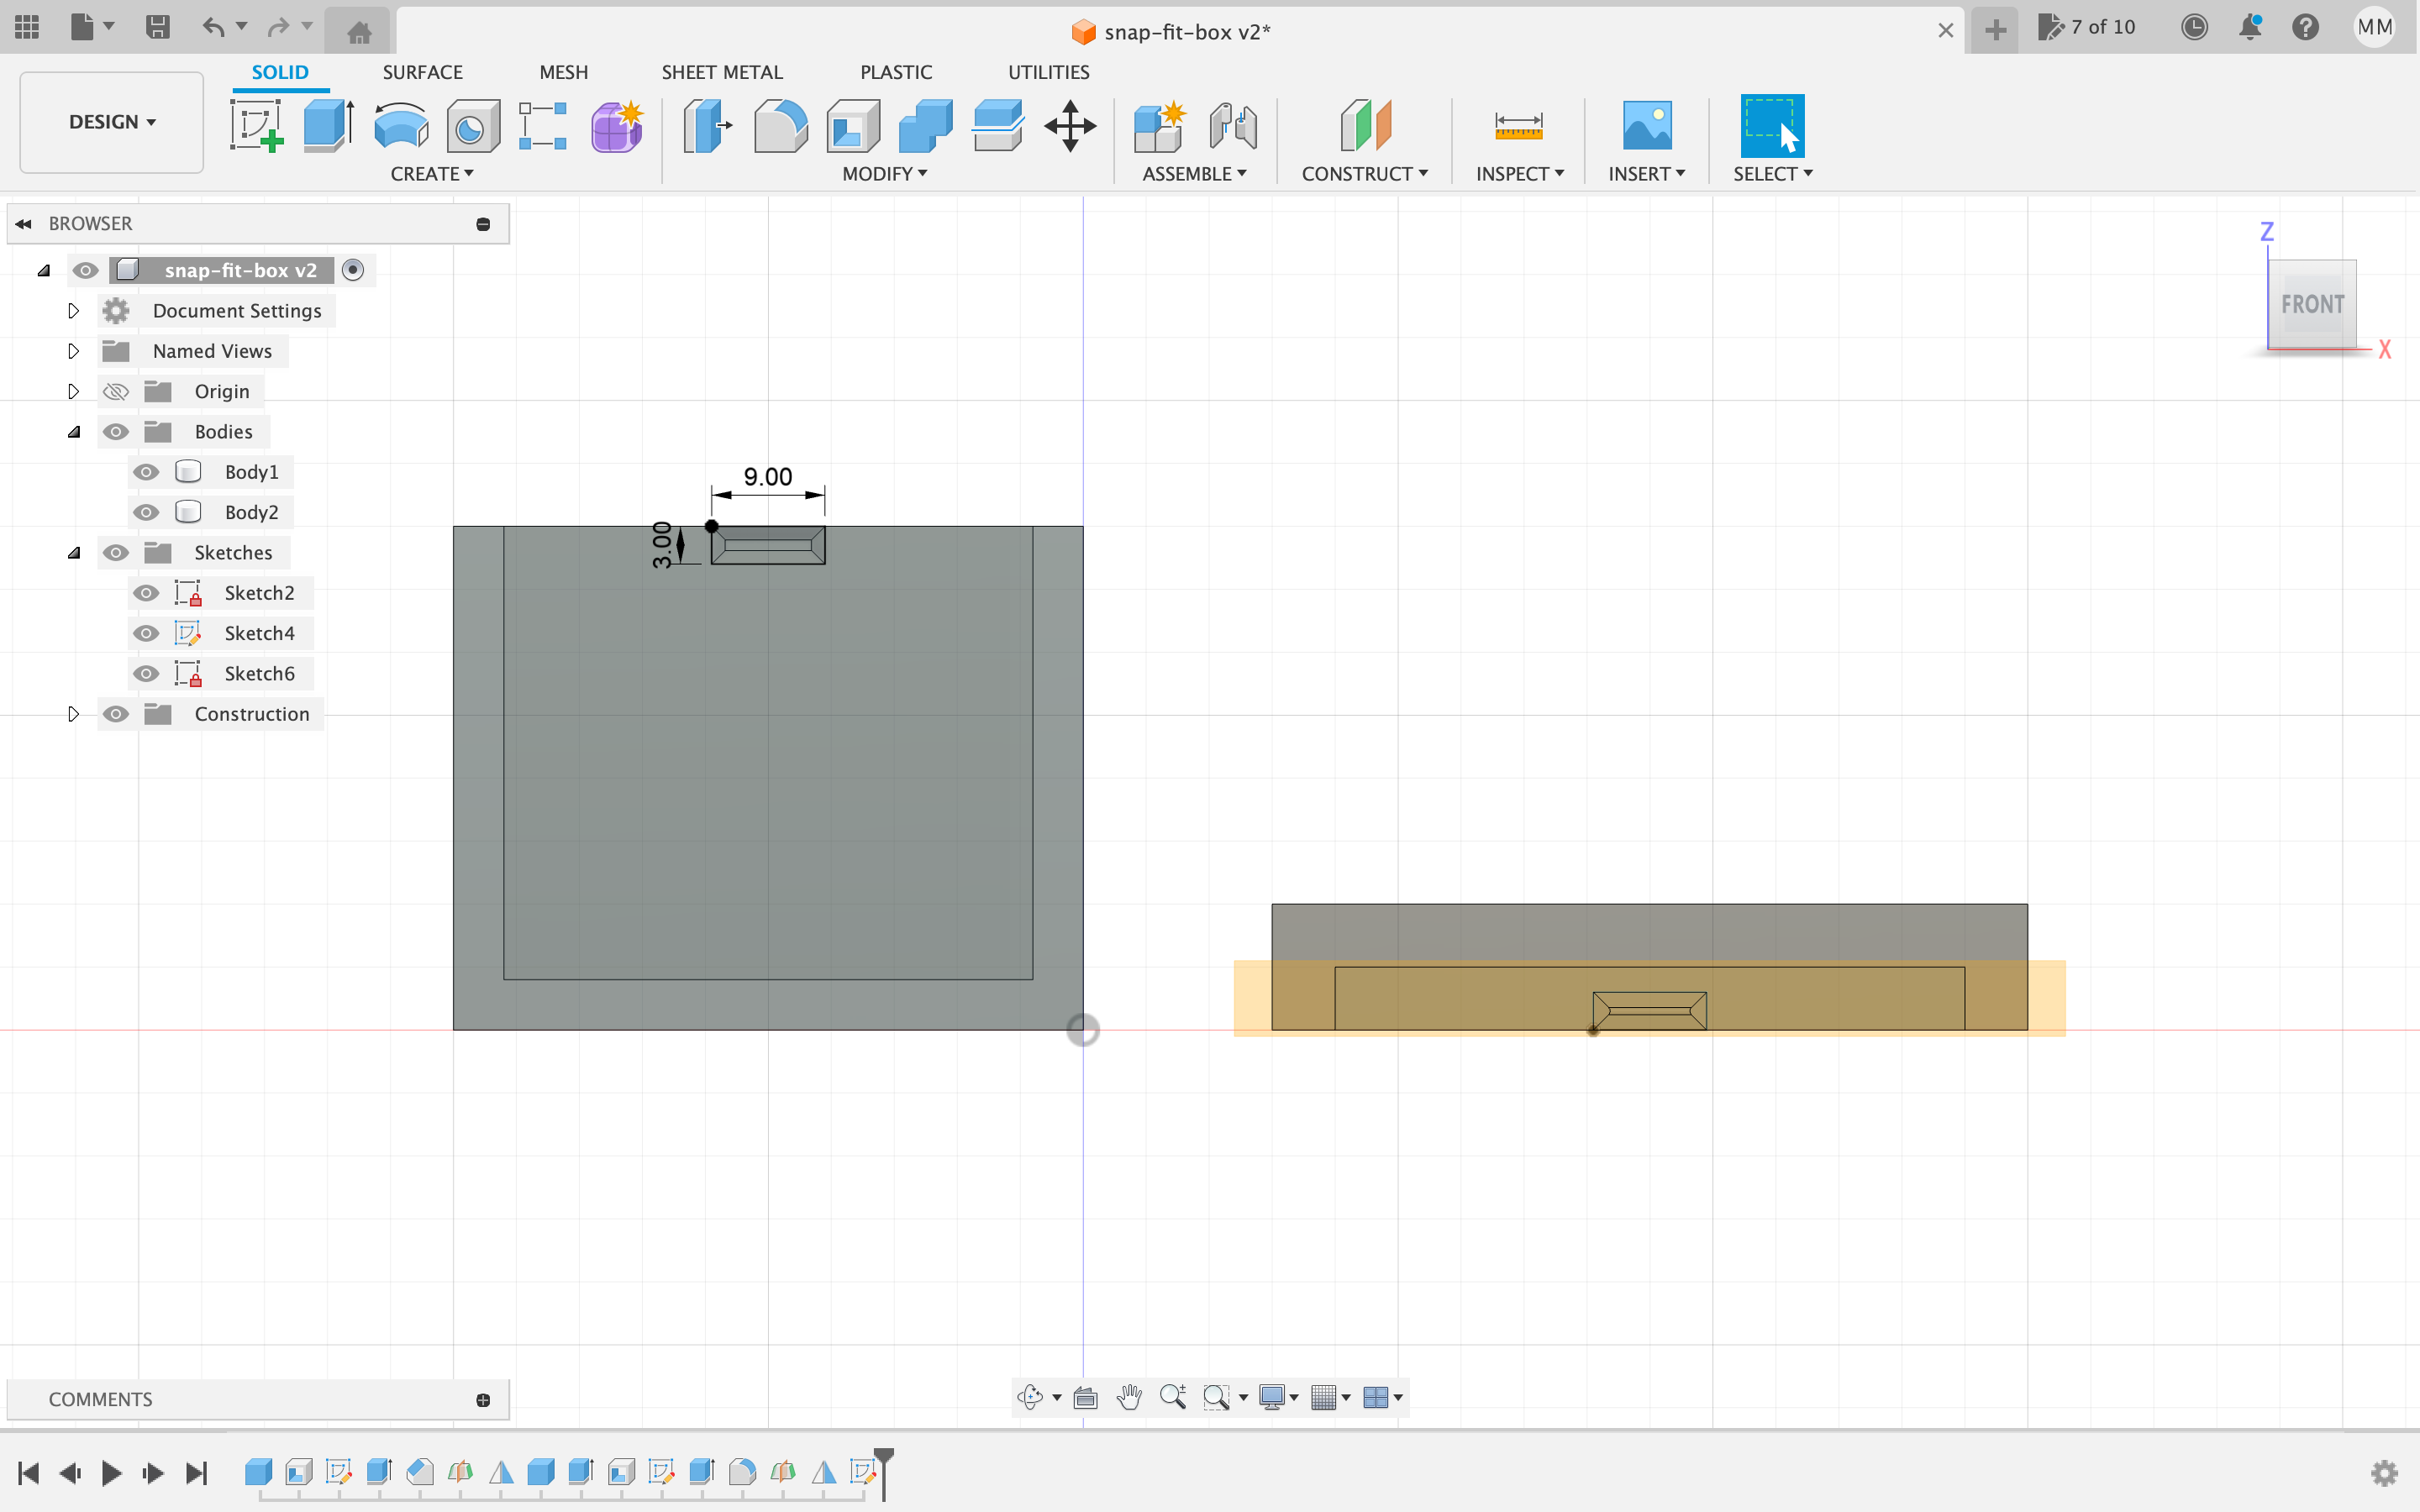 snap-fit-box v2*
7 of 10
MM
DESIGN
SOLID
SURFACE
MESH
SHEET METAL
PLASTIC
UTILITIES
CREATE
MODIFY
ASSEMBLE
CONSTRUCT
INSPECT
INSERT
SELECT
BROWSER
snap-fit-box v2
Document Settings
Named Views
Origin
Bodies
Body1
Body2
Sketches
Sketch2
Sketch4
Sketch6
Construction
9.00
3.00
Z
FRONT
X
COMMENTS